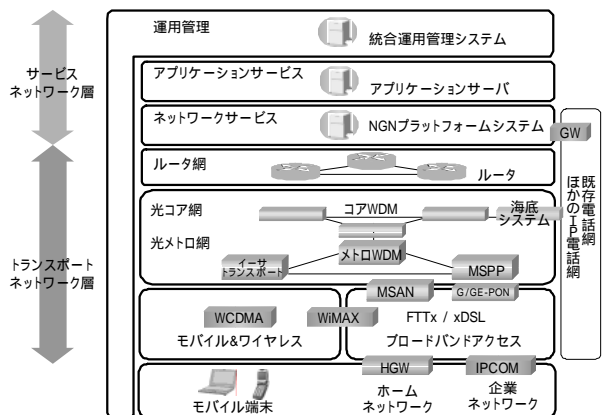 運用管理
統合運用管理システム
サービス
ネットワーク層
アプリケーションサービス
アプリケーションサーバ
ネットワークサービス
NGNプラットフォームシステム
GW
ルータ網
ルータ
既存電話網
ほかのIP電話網
光コア網
コアWDM
海底
システム
光メトロ網
メトロWDM
イーサ
トランスポート
MSPP
トランスポート
ネットワーク層
MSAN
G/GE-PON
WCDMA
WiMAX
FTTx / xDSL
モバイル&ワイヤレス
ブロードバンドアクセス
HGW
IPCOM
モバイル端末
ホーム
ネットワーク
企業
ネットワーク